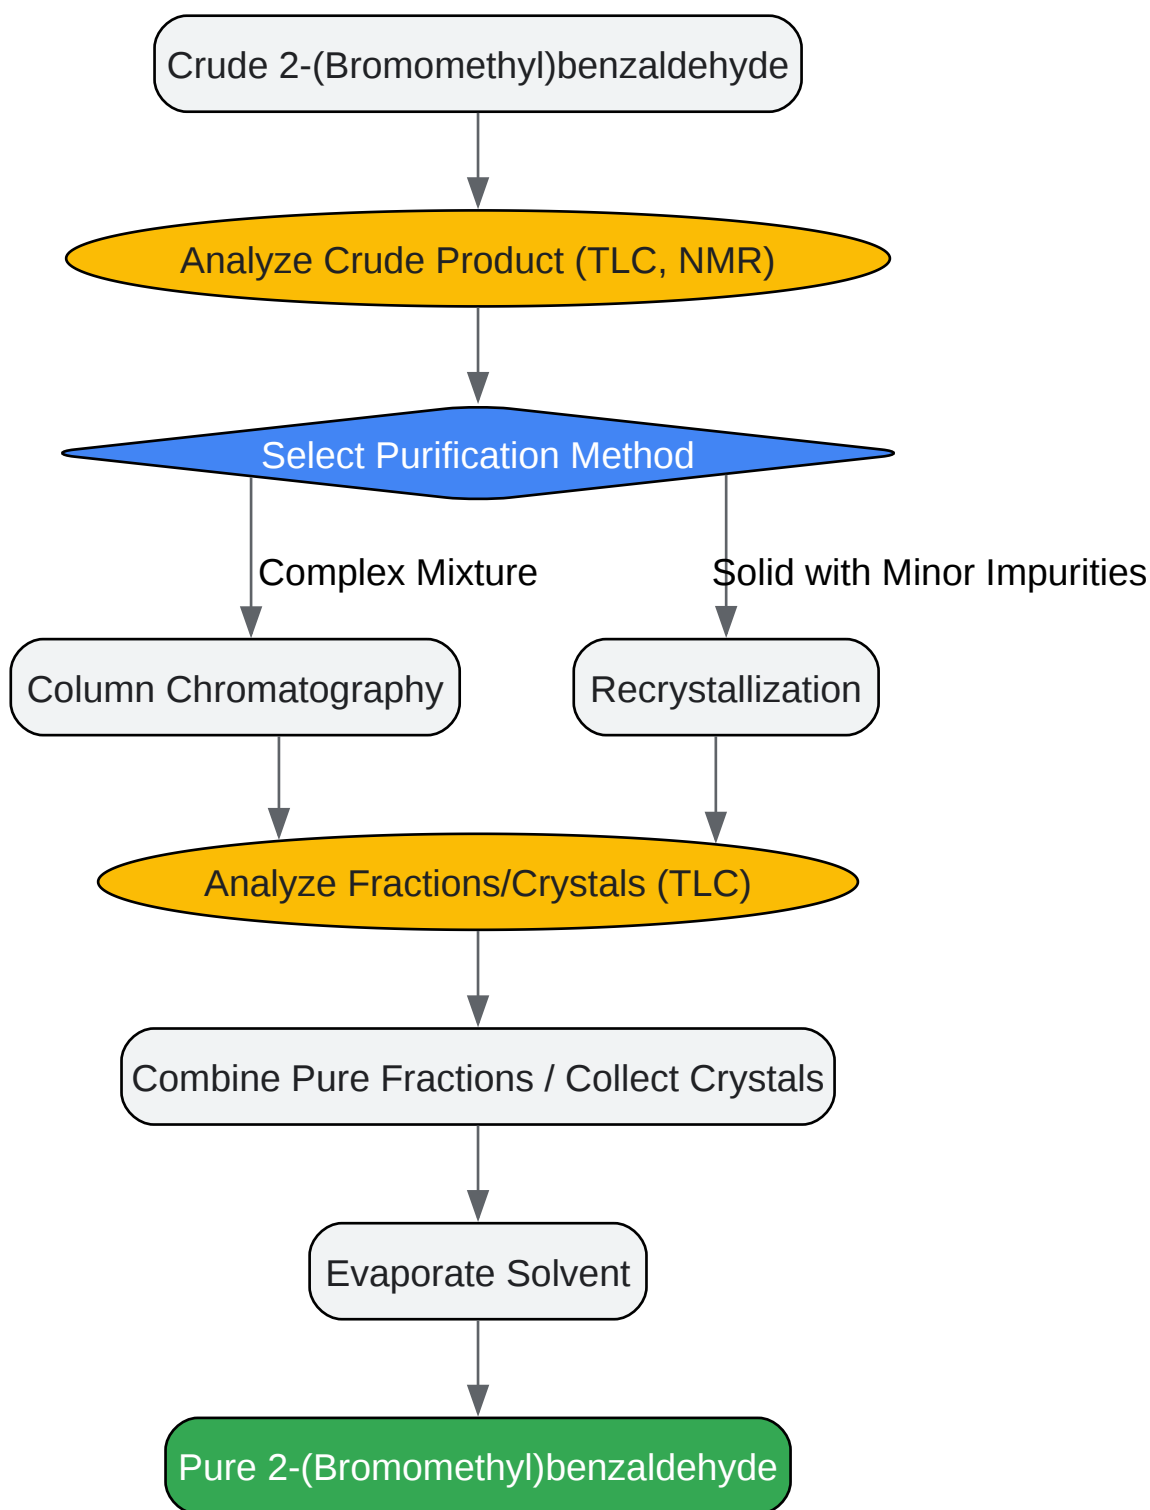 Crude 2-(Bromomethyl)benzaldehyde
Analyze Crude Product (TLC, NMR)
Select Purification Method
Complex Mixture
Solid with Minor Impurities
Column Chromatography
Recrystallization
Analyze Fractions/Crystals (TLC)
Combine Pure Fractions / Collect Crystals
Evaporate Solvent
Pure 2-(Bromomethyl)benzaldehyde